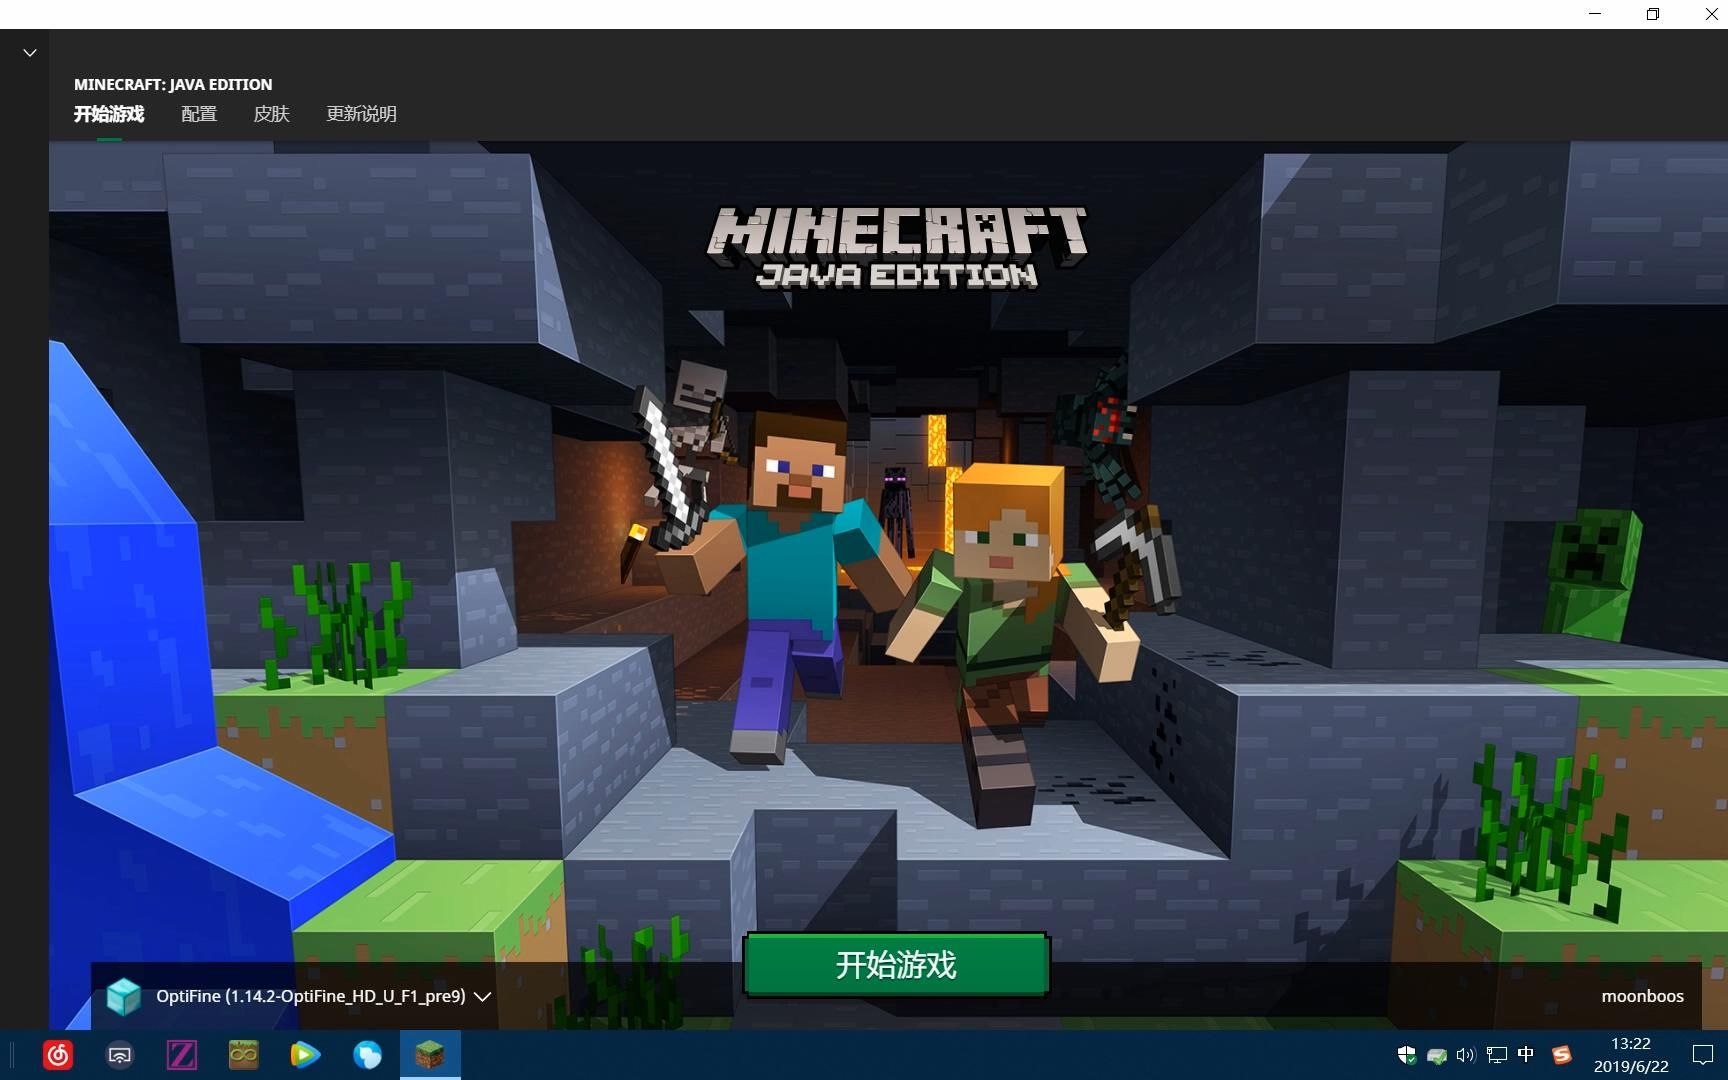 MINECRAFT: JAVA EDITION
开始游戏 配置 皮肤 更新说明
MINECRAFT
JAVA EDITION
开始游戏
OptiFine (1.14.2-OptiFine_HD_U_F1_pre9)
moonboos
中
13:22
2019/6/22